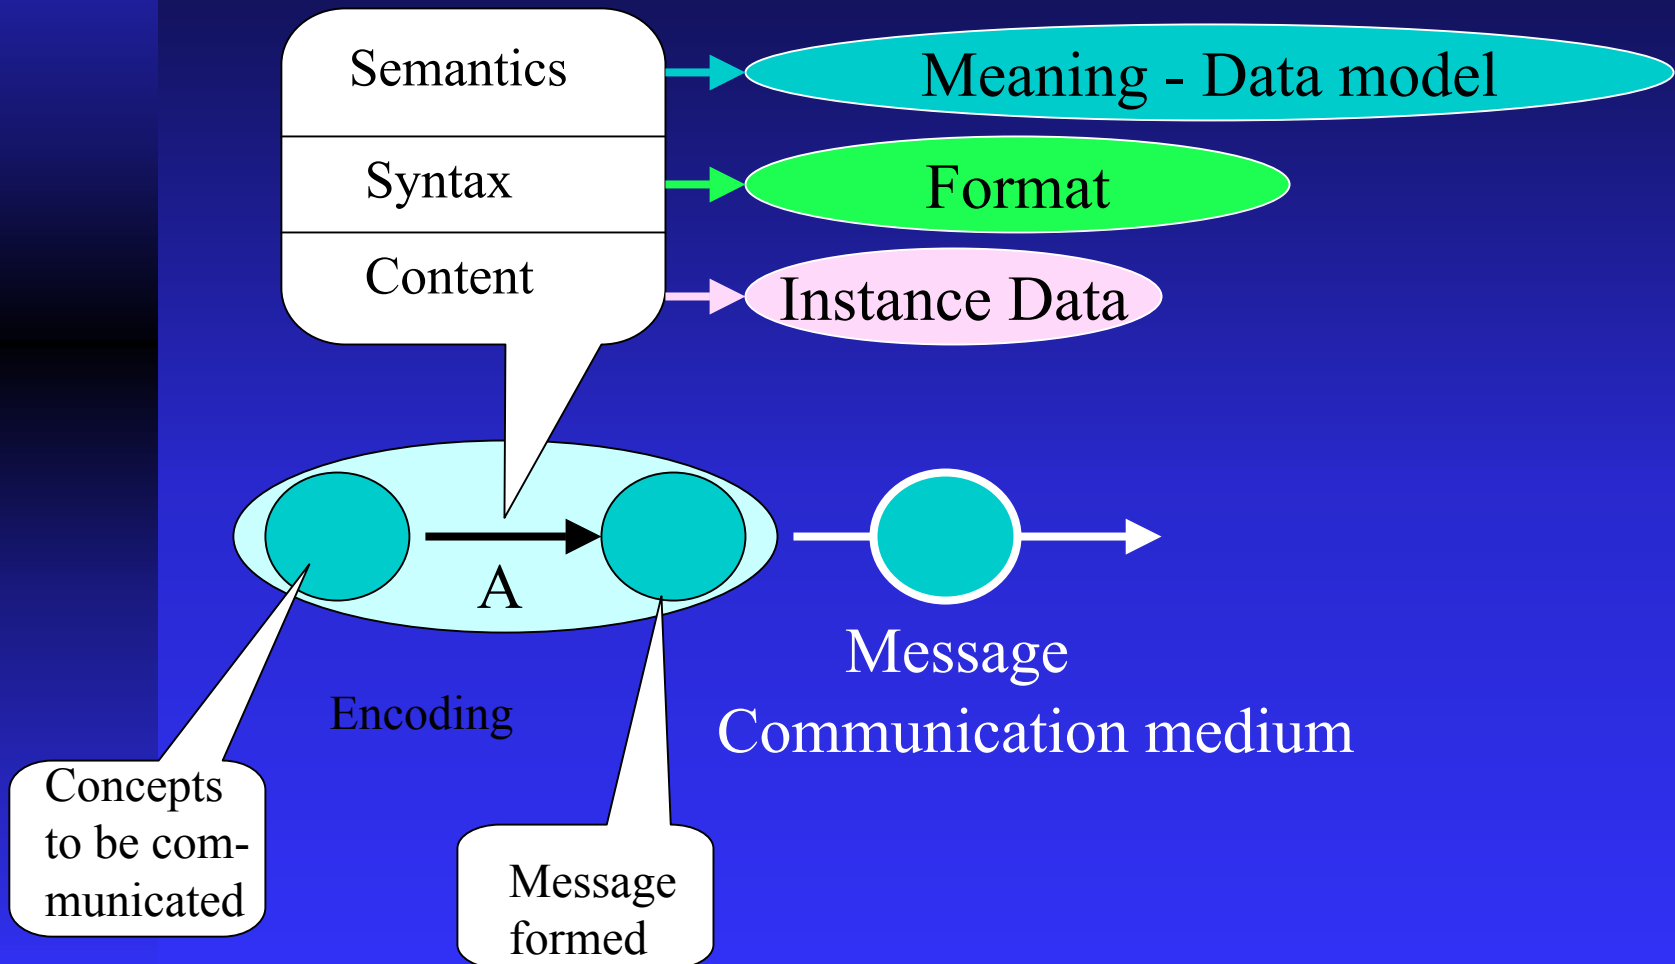 Semantics
Meaning - Data model
Syntax
Format
Content
Instance Data
A
Message
Communication medium
Encoding
Concepts
to be com-
municated
Message
formed